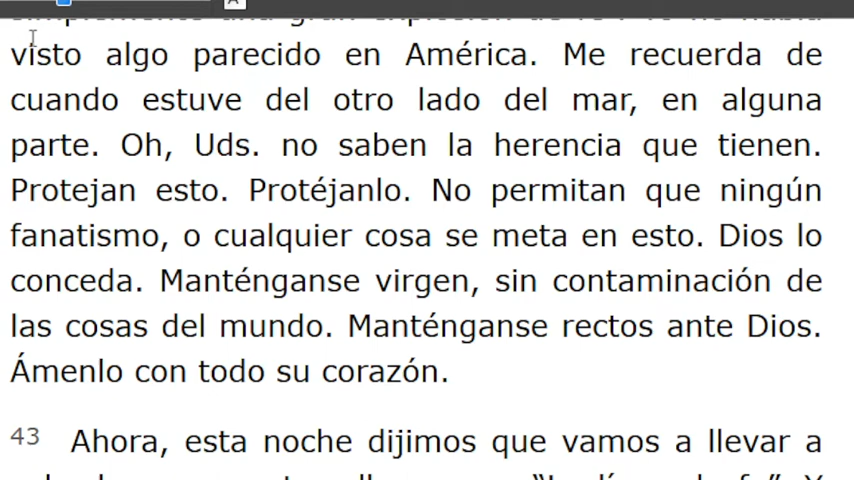 visto algo parecido en América. Me recuerda de
cuando estuve del otro lado del mar, en alguna
parte. Oh, Uds. no saben la herencia que tienen.
Protejan esto. Protéjanlo. No permitan que ningún
fanatismo, o cualquier cosa se meta en esto. Dios lo
conceda. Manténganse virgen, sin contaminación de
las cosas del mundo. Manténganse rectos ante Dios.
Ámenlo con todo su corazón.
43 Ahora, esta noche dijimos que vamos a llevar a